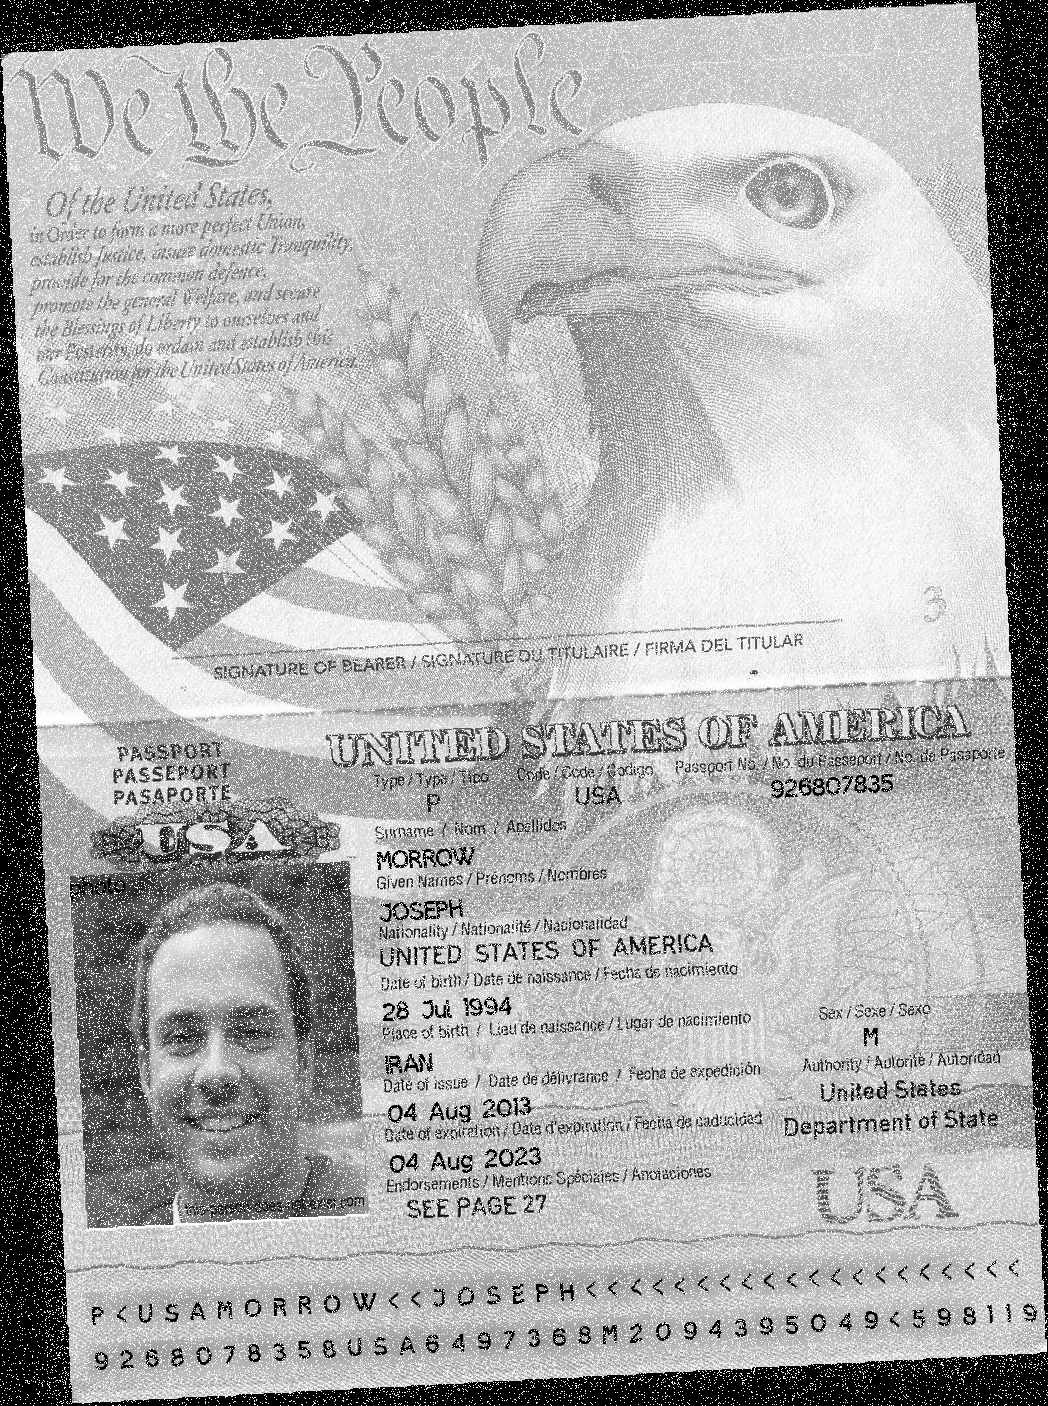 We the People
Of the United States,
in Order to form a more perfect Union,
establish Justice, insure domestic Tranquility,
provide for the common defence,
promote the general Welfare, and secure
the Blessings of Liberty to ourselves and
our Posterity, do ordain and establish this
Constitution for the United States of America.
3
SIGNATURE OF BEARER / SIGNATURE DU TITULAIRE / FIRMA DEL TITULAR
UNITED STATES OF AMERICA
PASSPORT
PASSEPORT
PASAPORTE
USA
Type / Type / Tipo Code / Code / Codigo Passport No. / No. du Passeport / No. de Pasaporte
P USA 926807835
Surname / Nom / Apellidos
MORROW
Given Names / Prénoms / Nombres
JOSEPH
Nationality / Nationalité / Nacionalidad
UNITED STATES OF AMERICA
Date of birth / Date de naissance / Fecha de nacimiento
28 Jul 1994
Place of birth / Lieu de naissance / Lugar de nacimiento Sex / Sexe / Sexo
IRAN M
Date of issue / Date de délivrance / Fecha de expedición Authority / Autorité / Autoridad
04 Aug 2013 United States
Date of expiration / Date d'expiration / Fecha de caducidad Department of State
04 Aug 2023
Endorsements / Mentions Spéciales / Anotaciones
SEE PAGE 27
USA
photo
P<USAMORROW<<JOSEPH<<<<<<<<<<<<<<<<<<<<
9268078358USA6497368M2094395049<598119